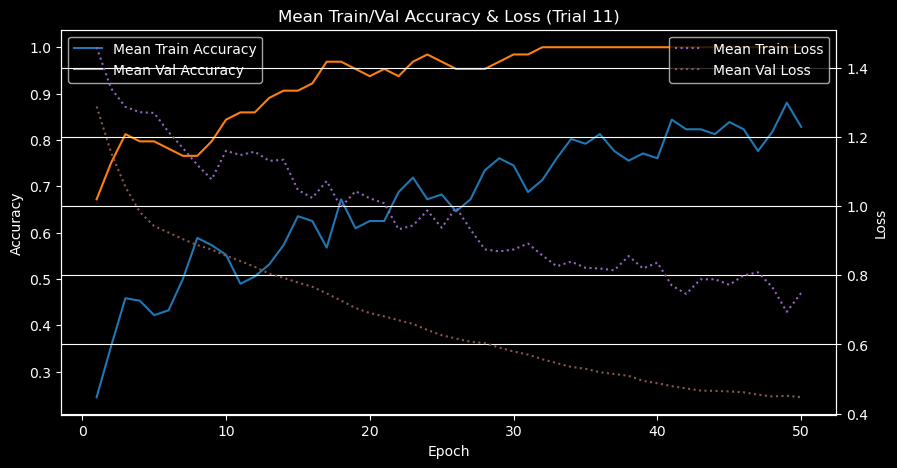 Mean Train/Val Accuracy & Loss (Trial 11)
Mean Train Accuracy
Mean Val Accuracy
Mean Train Loss
Mean Val Loss
1.0
0.9
0.8
0.7
0.6
0.5
0.4
0.3
Accuracy
1.4
1.2
1.0
0.8
0.6
0.4
Loss
0 10 20 30 40 50
Epoch